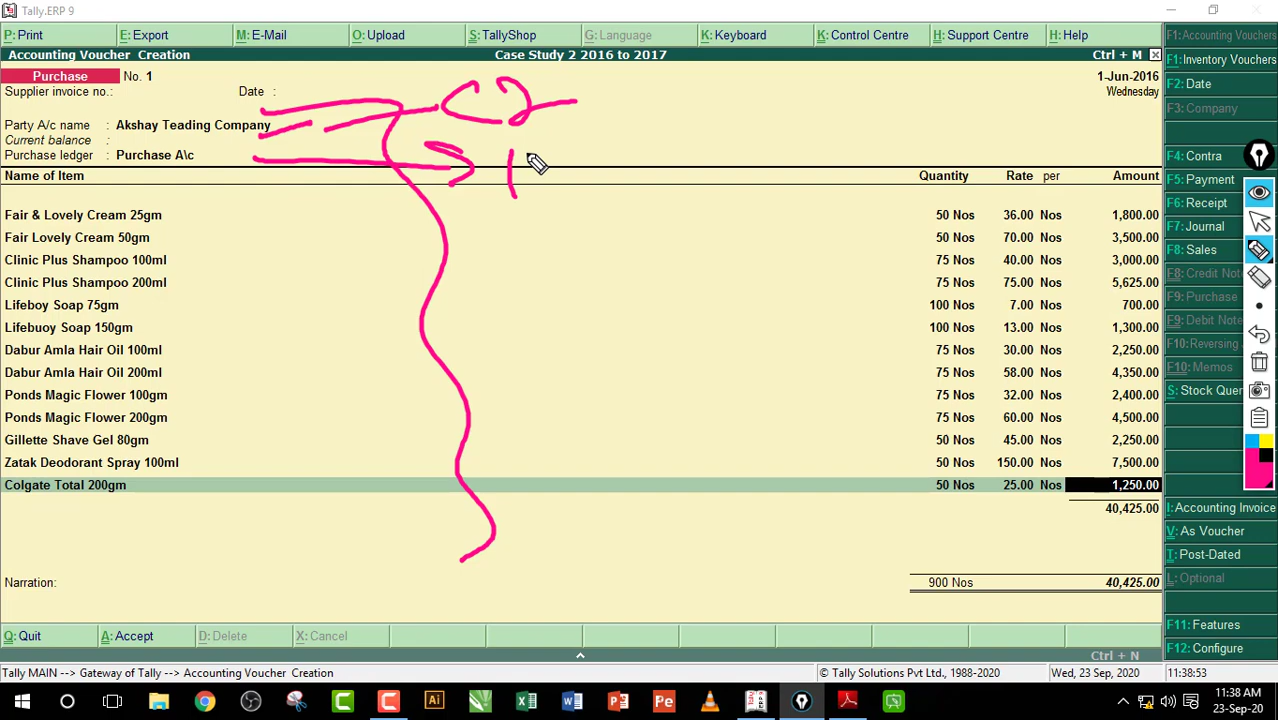 Tally.ERP 9
P: Print E: Export M: E-Mail O: Upload S: TallyShop G: Language K: Keyboard K: Control Centre H: Support Centre H: Help F1: Accounting Vouchers
Accounting Voucher Creation Case Study 2 2016 to 2017 Ctrl + M F1: Inventory Vouchers
Purchase No. 1 1-Jun-2016 F2: Date
Supplier invoice no.: Date : Wednesday
F3: Company
Party A/c name : Akshay Teading Company
Current balance :
Purchase ledger : Purchase A\c F4: Contra
Name of Item Quantity Rate per Amount F5: Payment
F6: Receipt
Fair & Lovely Cream 25gm 50 Nos 36.00 Nos 1,800.00
F7: Journal
Fair Lovely Cream 50gm 50 Nos 70.00 Nos 3,500.00
F8: Sales
Clinic Plus Shampoo 100ml 75 Nos 40.00 Nos 3,000.00
F8: Credit Not
Clinic Plus Shampoo 200ml 75 Nos 75.00 Nos 5,625.00
F9: Purchase
Lifeboy Soap 75gm 100 Nos 7.00 Nos 700.00
F9: Debit Note
Lifebuoy Soap 150gm 100 Nos 13.00 Nos 1,300.00
F10: Reversing
Dabur Amla Hair Oil 100ml 75 Nos 30.00 Nos 2,250.00
F10: Memos
Dabur Amla Hair Oil 200ml 75 Nos 58.00 Nos 4,350.00
Ponds Magic Flower 100gm 75 Nos 32.00 Nos 2,400.00
S: Stock Quer
Ponds Magic Flower 200gm 75 Nos 60.00 Nos 4,500.00
Gillette Shave Gel 80gm 50 Nos 45.00 Nos 2,250.00
Zatak Deodorant Spray 100ml 50 Nos 150.00 Nos 7,500.00
Colgate Total 200gm 50 Nos 25.00 Nos 1,250.00
40,425.00 I: Accounting Invoice
V: As Voucher
T: Post-Dated
Narration: 900 Nos 40,425.00 L: Optional
F11: Features
Q: Quit A: Accept D: Delete X: Cancel
F12: Configure
Ctrl + N
Tally MAIN --> Gateway of Tally --> Accounting Voucher Creation © Tally Solutions Pvt Ltd., 1988-2020 Wed, 23 Sep, 2020 11:38:53
11:38 AM
23-Sep-20